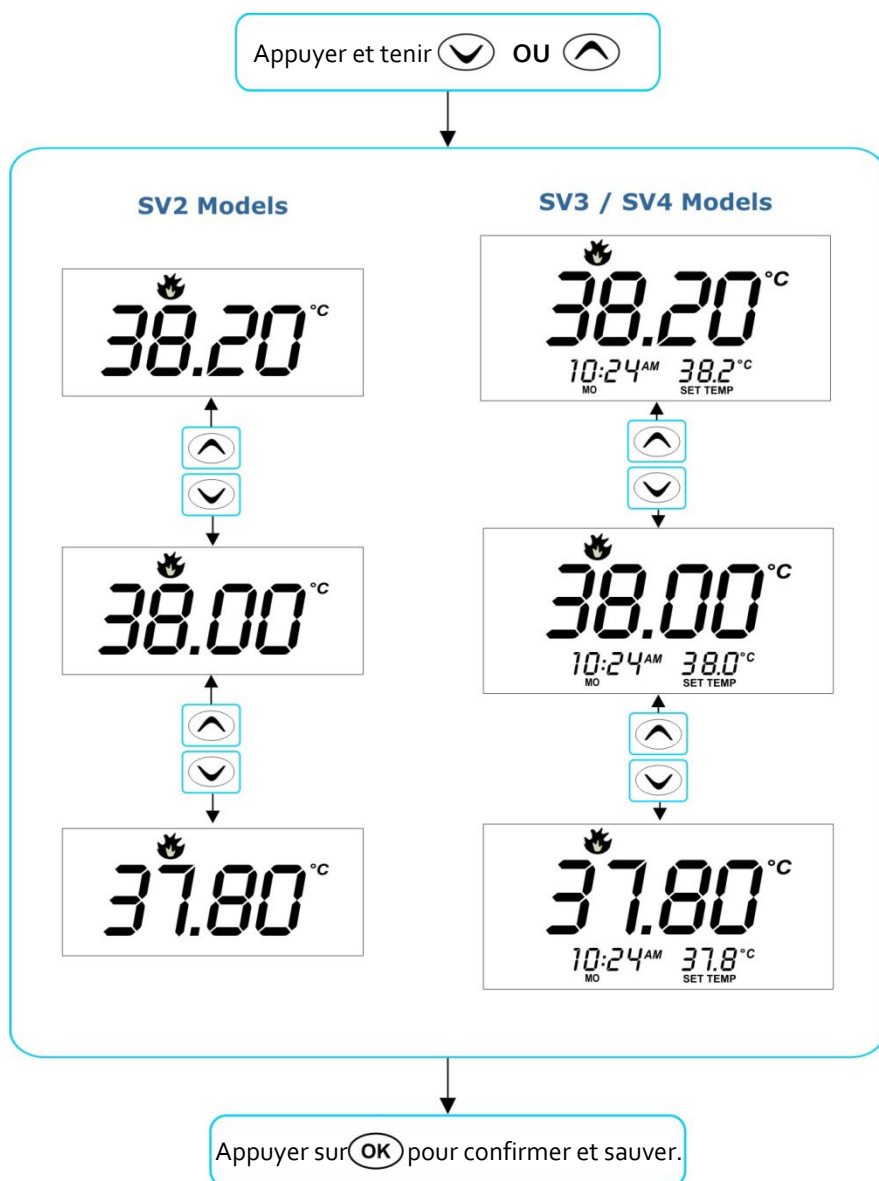 Appuyer et tenir OU
SV2 Models
SV3 / SV4 Models
38.20°C
38.20°C
10:24AM 38.2°C
MO SET TEMP
38.00°C
38.00°C
10:24AM 38.0°C
MO SET TEMP
37.80°C
37.80°C
10:24AM 37.8°C
MO SET TEMP
Appuyer sur OK pour confirmer et sauver.